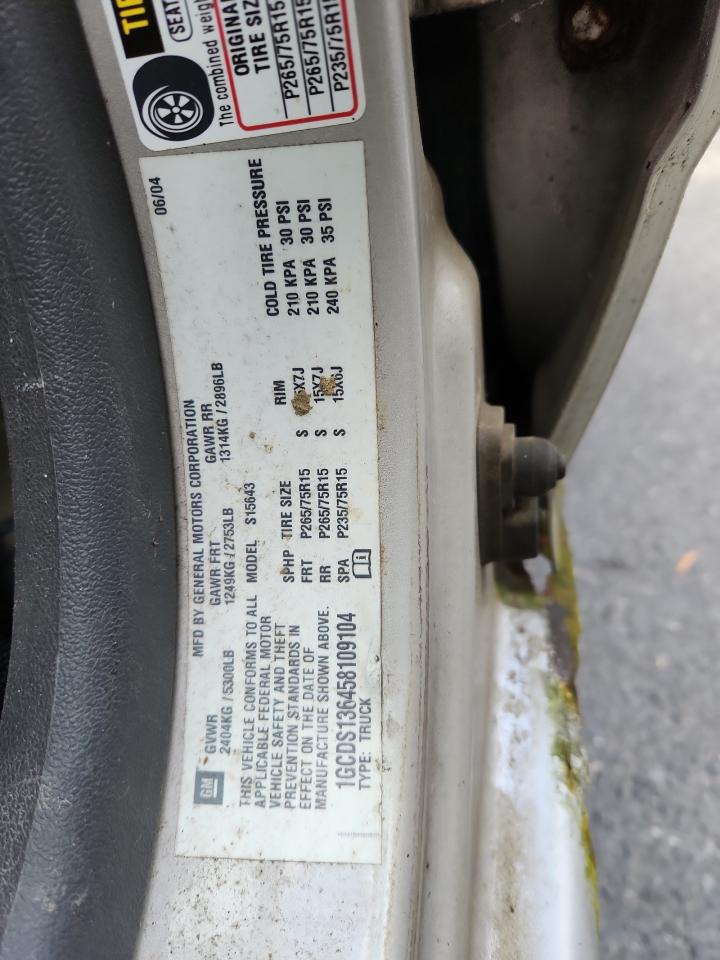 TIR
SEATI
The combined weigh
ORIGINA
TIRE SIZ
P265/75R15
P265/75R15
P235/75R15
06/04
MFD BY GENERAL MOTORS CORPORATION
GVWR GAWR FRT GAWR RR
2404KG/5300LB 1249KG/2753LB 1314KG/2896LB
GM
THIS VEHICLE CONFORMS TO ALL
APPLICABLE FEDERAL MOTOR
VEHICLE SAFETY AND THEFT
PREVENTION STANDARDS IN
EFFECT ON THE DATE OF
MANUFACTURE SHOWN ABOVE.
1GCDS136458109104
TYPE: TRUCK
MODEL S15643
SPHP TIRE SIZE RIM COLD TIRE PRESSURE
FRT P265/75R15 S 15X7J 210 KPA 30 PSI
RR P265/75R15 S 15X7J 210 KPA 30 PSI
SPA P235/75R15 S 15X6J 240 KPA 35 PSI